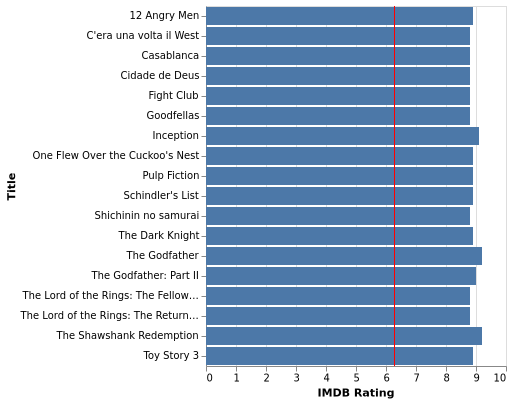 12 Angry Men
C'era una volta il West
Casablanca
Cidade de Deus
Fight Club
Goodfellas
Inception
One Flew Over the Cuckoo's Nest
Pulp Fiction
Schindler's List
Shichinin no samurai
The Dark Knight
The Godfather
The Godfather: Part II
The Lord of the Rings: The Fellow…
The Lord of the Rings: The Return…
The Shawshank Redemption
Toy Story 3
Title
0 1 2 3 4 5 6 7 8 9 10
IMDB Rating